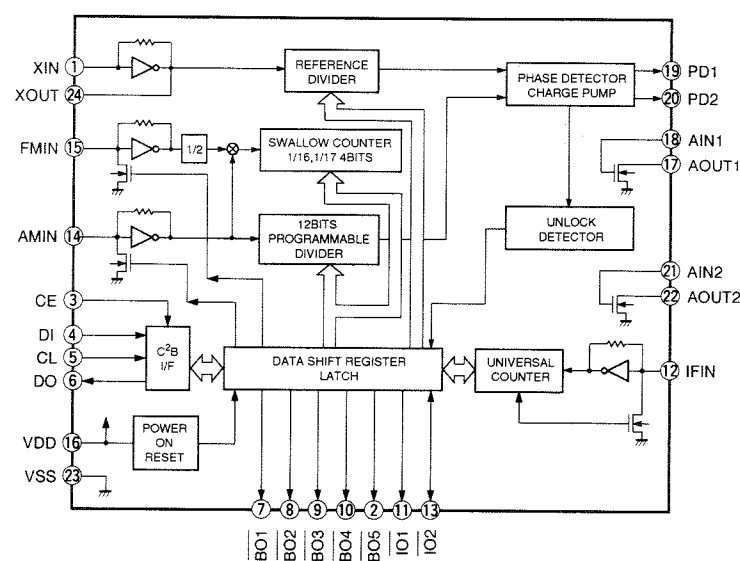 XIN 1
REFERENCE
DIVIDER
PHASE DETECTOR
CHARGE PUMP
19 PD1
XOUT 24
20 PD2
FMIN 15
1/2
SWALLOW COUNTER
1/16,1/17 4BITS
18 AIN1
17 AOUT1
AMIN 14
12BITS
PROGRAMMABLE
DIVIDER
UNLOCK
DETECTOR
21 AIN2
22 AOUT2
CE 3
DI 4
CL 5
DO 6
C2B
I/F
DATA SHIFT REGISTER
LATCH
UNIVERSAL
COUNTER
12 IFIN
VDD 16
POWER
ON
RESET
VSS 23
7 8 9 10 2 11 13
BO1
BO2
BO3
BO4
BO5
IO1
IO2